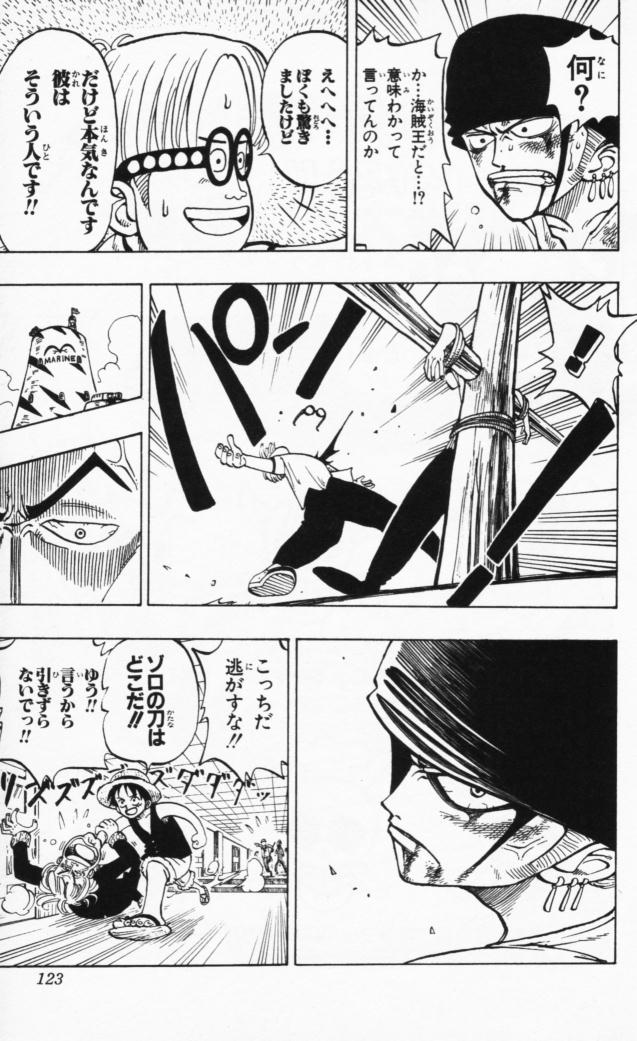 何?
か…海賊王だと…!?
意味わかって
言ってんのか
えへへへ…
ぼくも驚き
ましたけど
だけど本気なんです
彼は
そういう人です!!
!
パーン!
MARINE
こっちだ
逃がすな!!
ゾロの刀は
どこだ!!
ゆう!!
言うから
引きずら
ないでっ!!
ズダダダダッ
ズズズズ
123